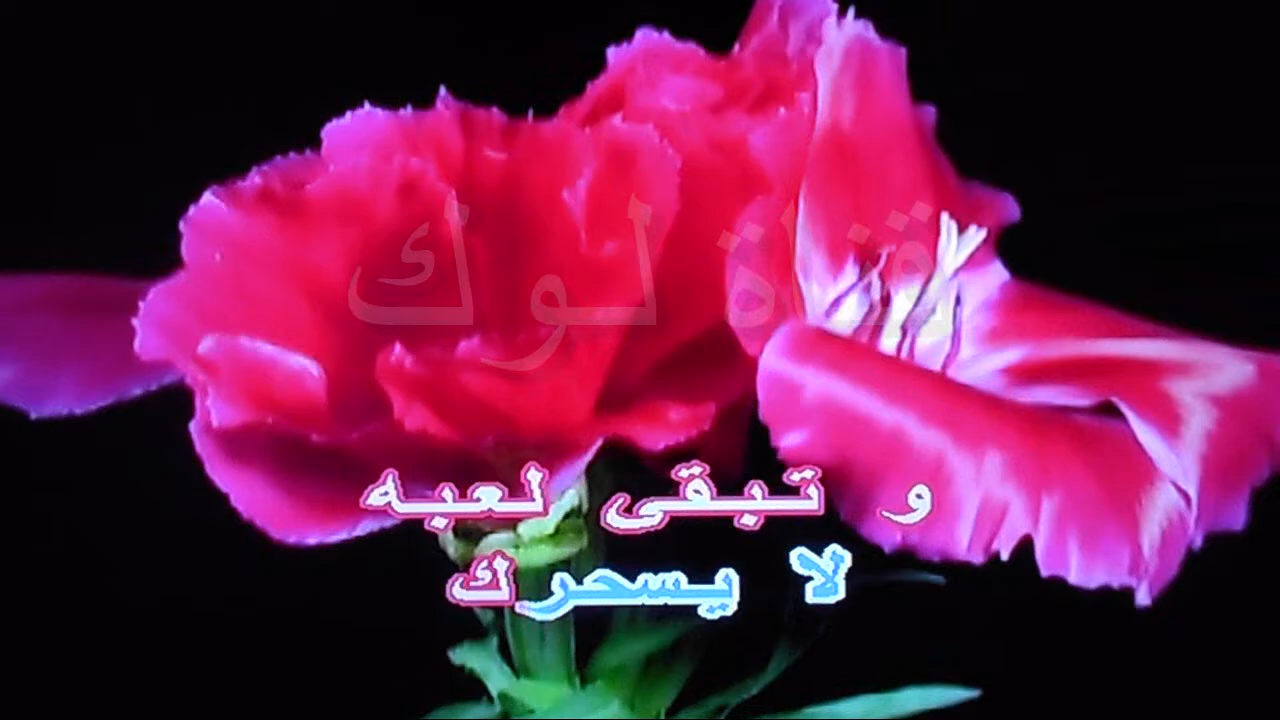 قناة لوك
و تبقى لعبه
لا يسحرك